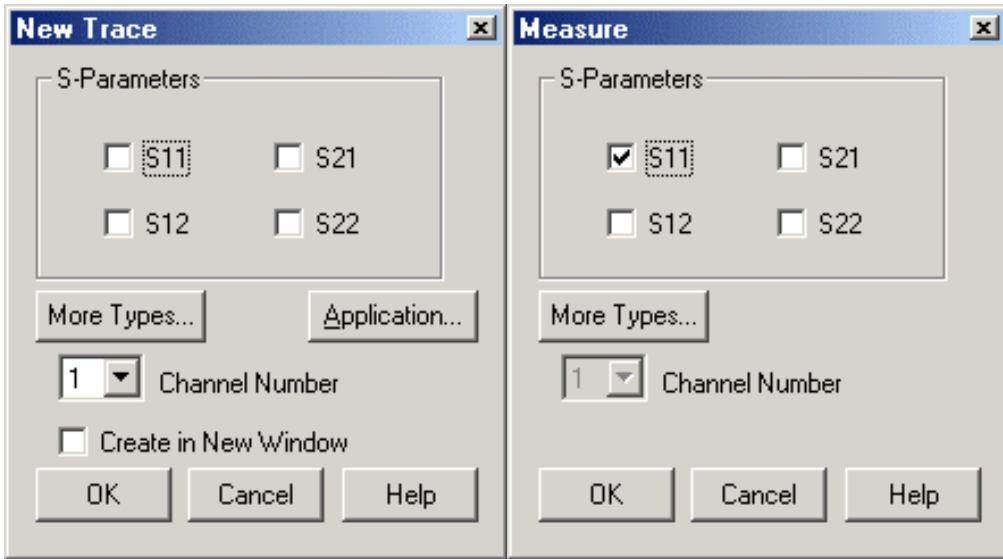 New Trace
S-Parameters
S11 S21
S12 S22
More Types... Application...
1 Channel Number
Create in New Window
OK Cancel Help
Measure
S-Parameters
S11 S21
S12 S22
More Types...
1 Channel Number
OK Cancel Help